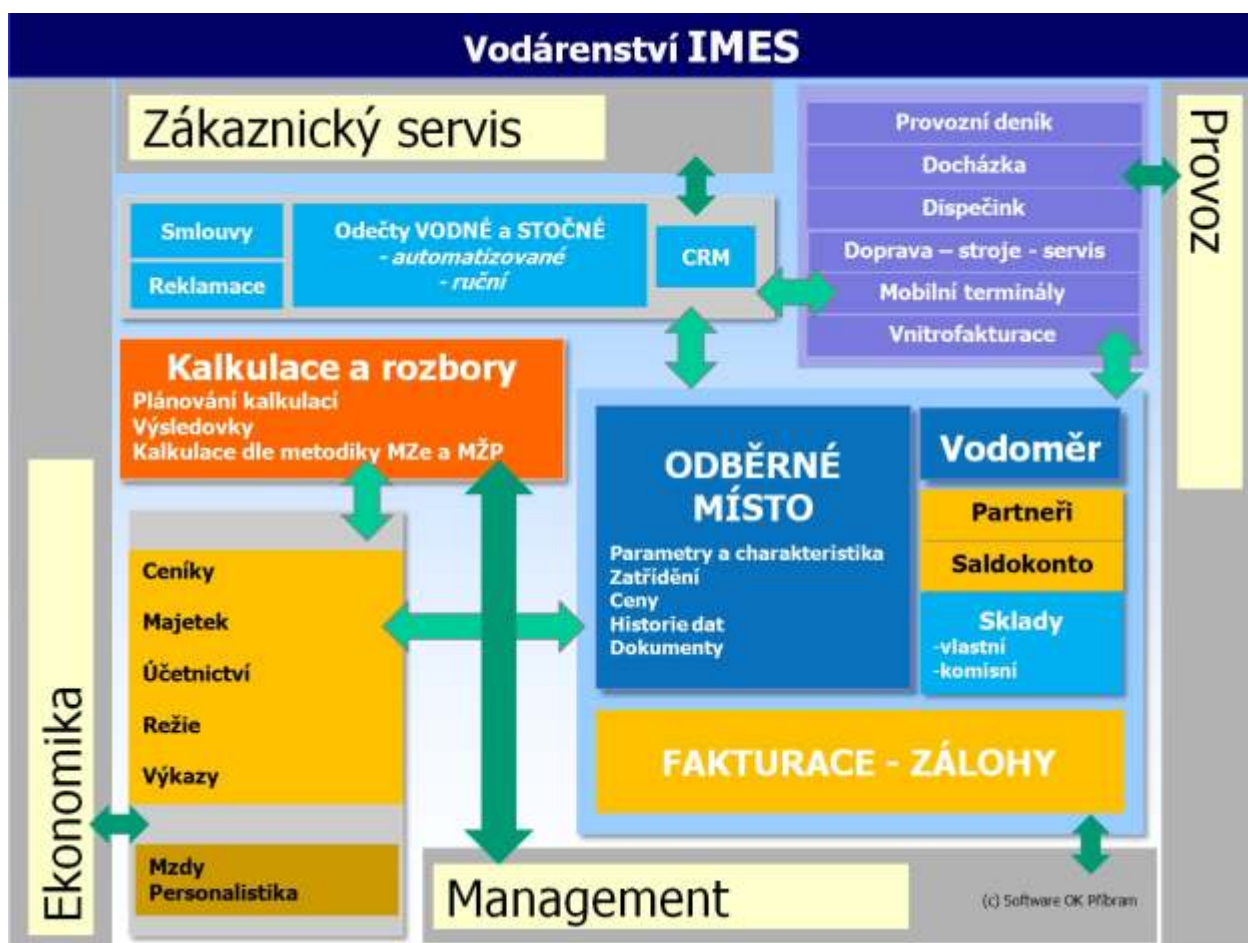 Vodárenství IMES
Zákaznický servis
Provozní deník
Docházka
Dispečink
Doprava – stroje - servis
Mobilní terminály
Vnitrofakturace
Provoz
Smlouvy
Reklamace
Odečty VODNÉ a STOČNÉ
- automatizované
- ruční
CRM
Kalkulace a rozbory
Plánování kalkulací
Výsledovky
Kalkulace dle metodiky MZe a MŽP
ODBĚRNÉ
MÍSTO
Parametry a charakteristika
Zatřídění
Ceny
Historie dat
Dokumenty
Vodoměr
Partneři
Saldokonto
Sklady
-vlastní
-komisní
FAKTURACE - ZÁLOHY
Ekonomika
Ceníky
Majetek
Účetnictví
Režie
Výkazy
Mzdy
Personalistika
Management
(c) Software OK Příbram